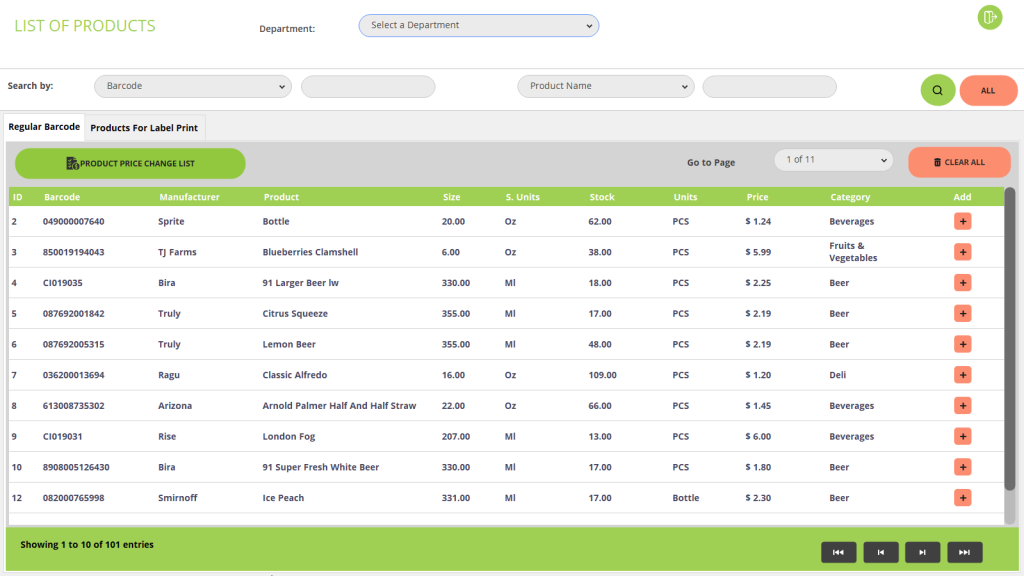 LIST OF PRODUCTS
Department: Select a Department
Search by: Barcode Product Name ALL
Regular Barcode Products For Label Print
PRODUCT PRICE CHANGE LIST Go to Page 1 of 11 CLEAR ALL
ID Barcode Manufacturer Product Size S. Units Stock Units Price Category Add
2 049000007640 Sprite Bottle 20.00 Oz 62.00 PCS $ 1.24 Beverages +
3 850019194043 TJ Farms Blueberries Clamshell 6.00 Oz 38.00 PCS $ 5.99 Fruits & Vegetables +
4 CI019035 Bira 91 Larger Beer lw 330.00 Ml 18.00 PCS $ 2.25 Beer +
5 087692001842 Truly Citrus Squeeze 355.00 Ml 17.00 PCS $ 2.19 Beer +
6 087692005315 Truly Lemon Beer 355.00 Ml 48.00 PCS $ 2.19 Beer +
7 036200013694 Ragu Classic Alfredo 16.00 Oz 109.00 PCS $ 1.20 Deli +
8 613008735302 Arizona Arnold Palmer Half And Half Straw 22.00 Oz 66.00 PCS $ 1.45 Beverages +
9 CI019031 Rise London Fog 207.00 Ml 13.00 PCS $ 6.00 Beverages +
10 8908005126430 Bira 91 Super Fresh White Beer 330.00 Ml 17.00 PCS $ 1.80 Beer +
12 082000765998 Smirnoff Ice Peach 331.00 Ml 17.00 Bottle $ 2.30 Beer +
Showing 1 to 10 of 101 entries